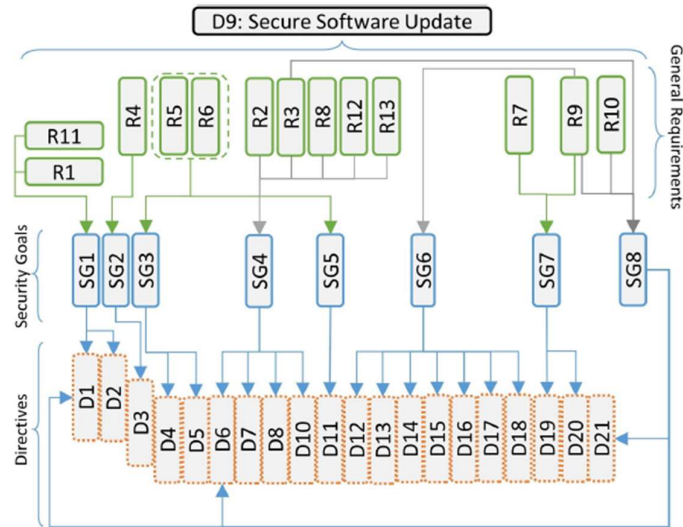 D9: Secure Software Update
General Requirements
R11
R1
R4
R5
R6
R2
R3
R8
R12
R13
R7
R9
R10
Security Goals
SG1
SG2
SG3
SG4
SG5
SG6
SG7
SG8
Directives
D1
D2
D3
D4
D5
D6
D7
D8
D10
D11
D12
D13
D14
D15
D16
D17
D18
D19
D20
D21